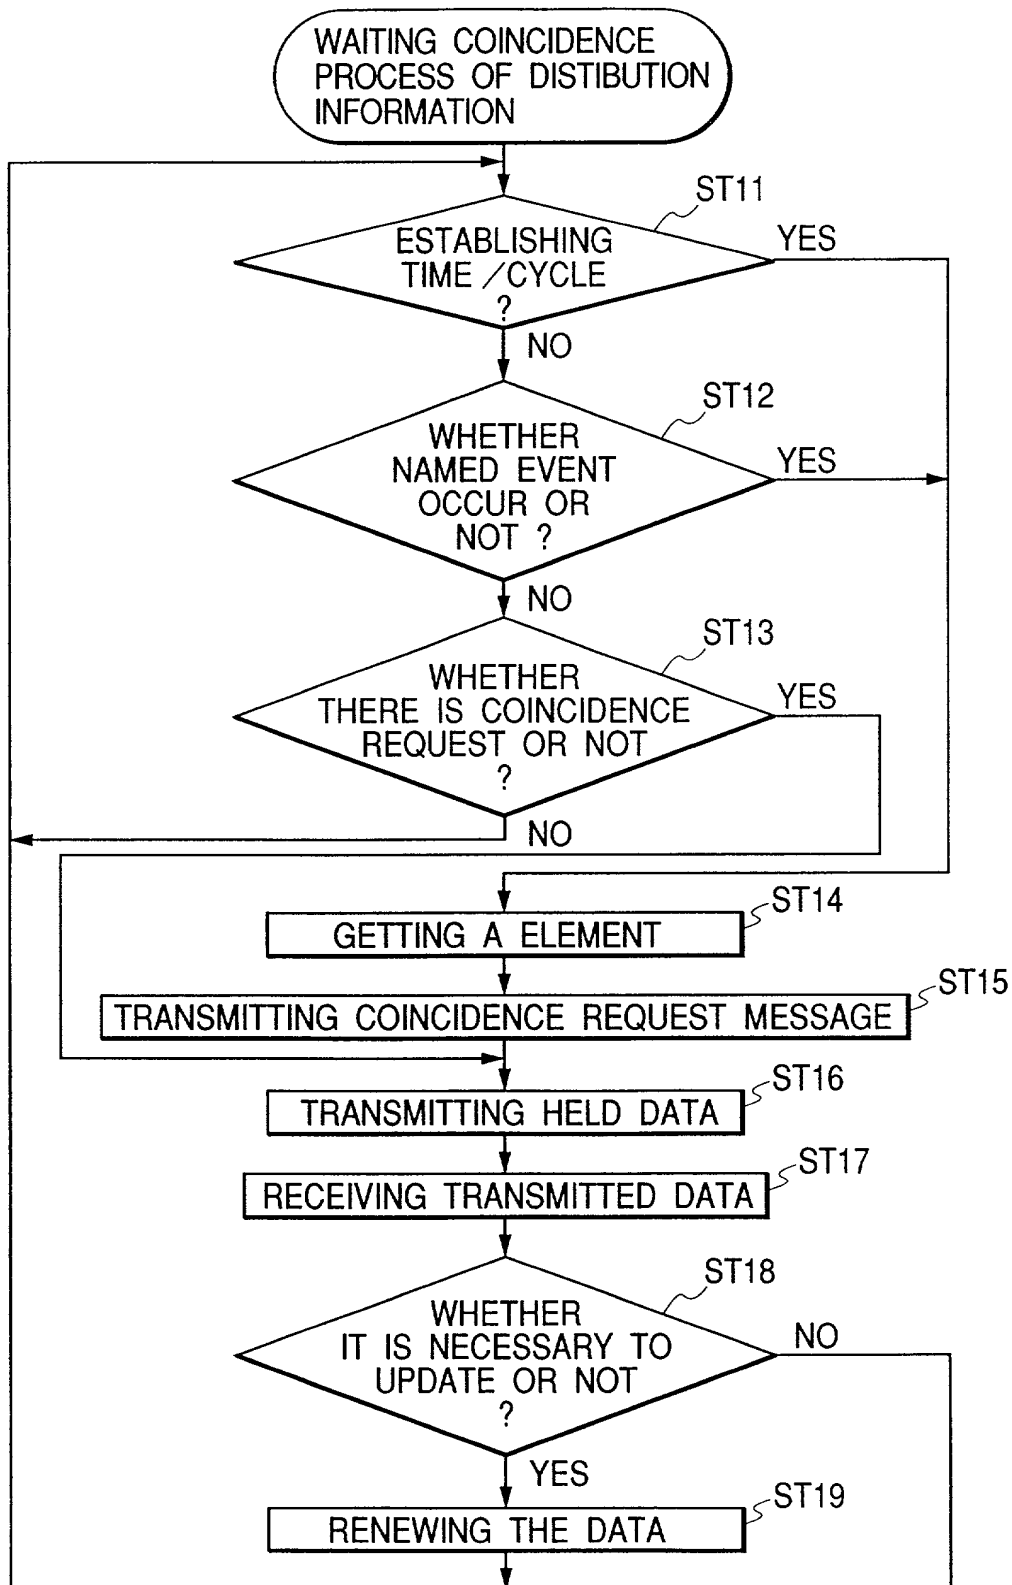 WAITING COINCIDENCE
PROCESS OF DISTIBUTION
INFORMATION
ST11
ESTABLISHING
TIME/CYCLE
?
YES
NO
ST12
WHETHER
NAMED EVENT
OCCUR OR
NOT ?
YES
NO
ST13
WHETHER
THERE IS COINCIDENCE
REQUEST OR NOT
?
YES
NO
ST14
GETTING A ELEMENT
ST15
TRANSMITTING COINCIDENCE REQUEST MESSAGE
ST16
TRANSMITTING HELD DATA
ST17
RECEIVING TRANSMITTED DATA
ST18
WHETHER
IT IS NECESSARY TO
UPDATE OR NOT
?
NO
YES
ST19
RENEWING THE DATA